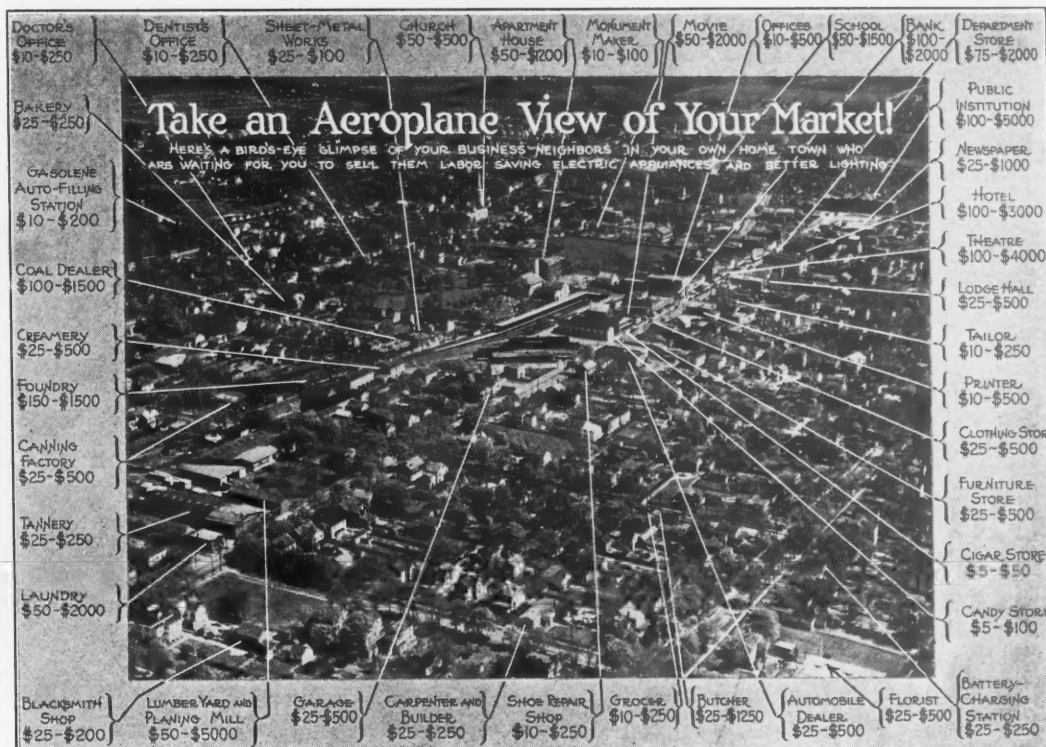 DOCTOR'S
OFFICE
$10-$250
DENTIST'S
OFFICE
$10-$250
SHEET-METAL
WORKS
$25-$100
CHURCH
$50-$500
APARTMENT
HOUSE
$50-$1200
MONUMENT
MAKER
$10-$100
MOVIE
$50-$2000
OFFICES
$10-$500
SCHOOL
$50-$1500
BANK
$100-
$2000
DEPARTMENT
STORE
$75-$2000
Take an Aeroplane View of Your Market!
HERE'S A BIRD'S-EYE GLIMPSE OF YOUR BUSINESS-NEIGHBORS IN YOUR OWN HOME TOWN WHO
ARE WAITING FOR YOU TO SELL THEM LABOR SAVING ELECTRIC APPLIANCES AND BETTER LIGHTING
BAKERY
$25-$250
GASOLENE
AUTO-FILLING
STATION
$10-$200
COAL DEALER
$100-$1500
CREAMERY
$25-$500
FOUNDRY
$150-$1500
CANNING
FACTORY
$25-$500
TANNERY
$25-$250
LAUNDRY
$50-$2000
PUBLIC
INSTITUTION
$100-$5000
NEWSPAPER
$25-$1000
HOTEL
$100-$3000
THEATRE
$100-$4000
LODGE HALL
$25-$500
TAILOR
$10-$250
PRINTER
$10-$500
CLOTHING STORE
$25-$500
FURNITURE
STORE
$25-$500
CIGAR STORE
$5-$50
CANDY STORE
$5-$100
BLACKSMITH
SHOP
$25-$200
LUMBER YARD AND
PLANING MILL
$50-$5000
GARAGE
$25-$500
CARPENTER AND
BUILDER
$25-$250
SHOE REPAIR
SHOP
$10-$250
GROCER
$10-$250
BUTCHER
$25-$1250
AUTOMOBILE
DEALER
$25-$500
FLORIST
$25-$500
BATTERY-
CHARGING
STATION
$25-$250